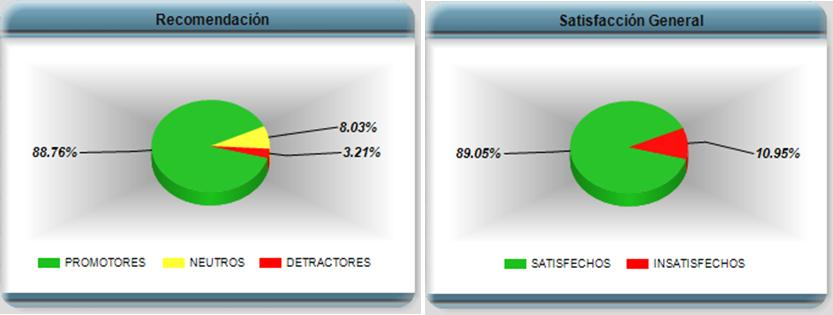 Recomendación
88.76%
8.03%
3.21%
PROMOTORES NEUTROS DETRACTORES
Satisfacción General
89.05%
10.95%
SATISFECHOS INSATISFECHOS